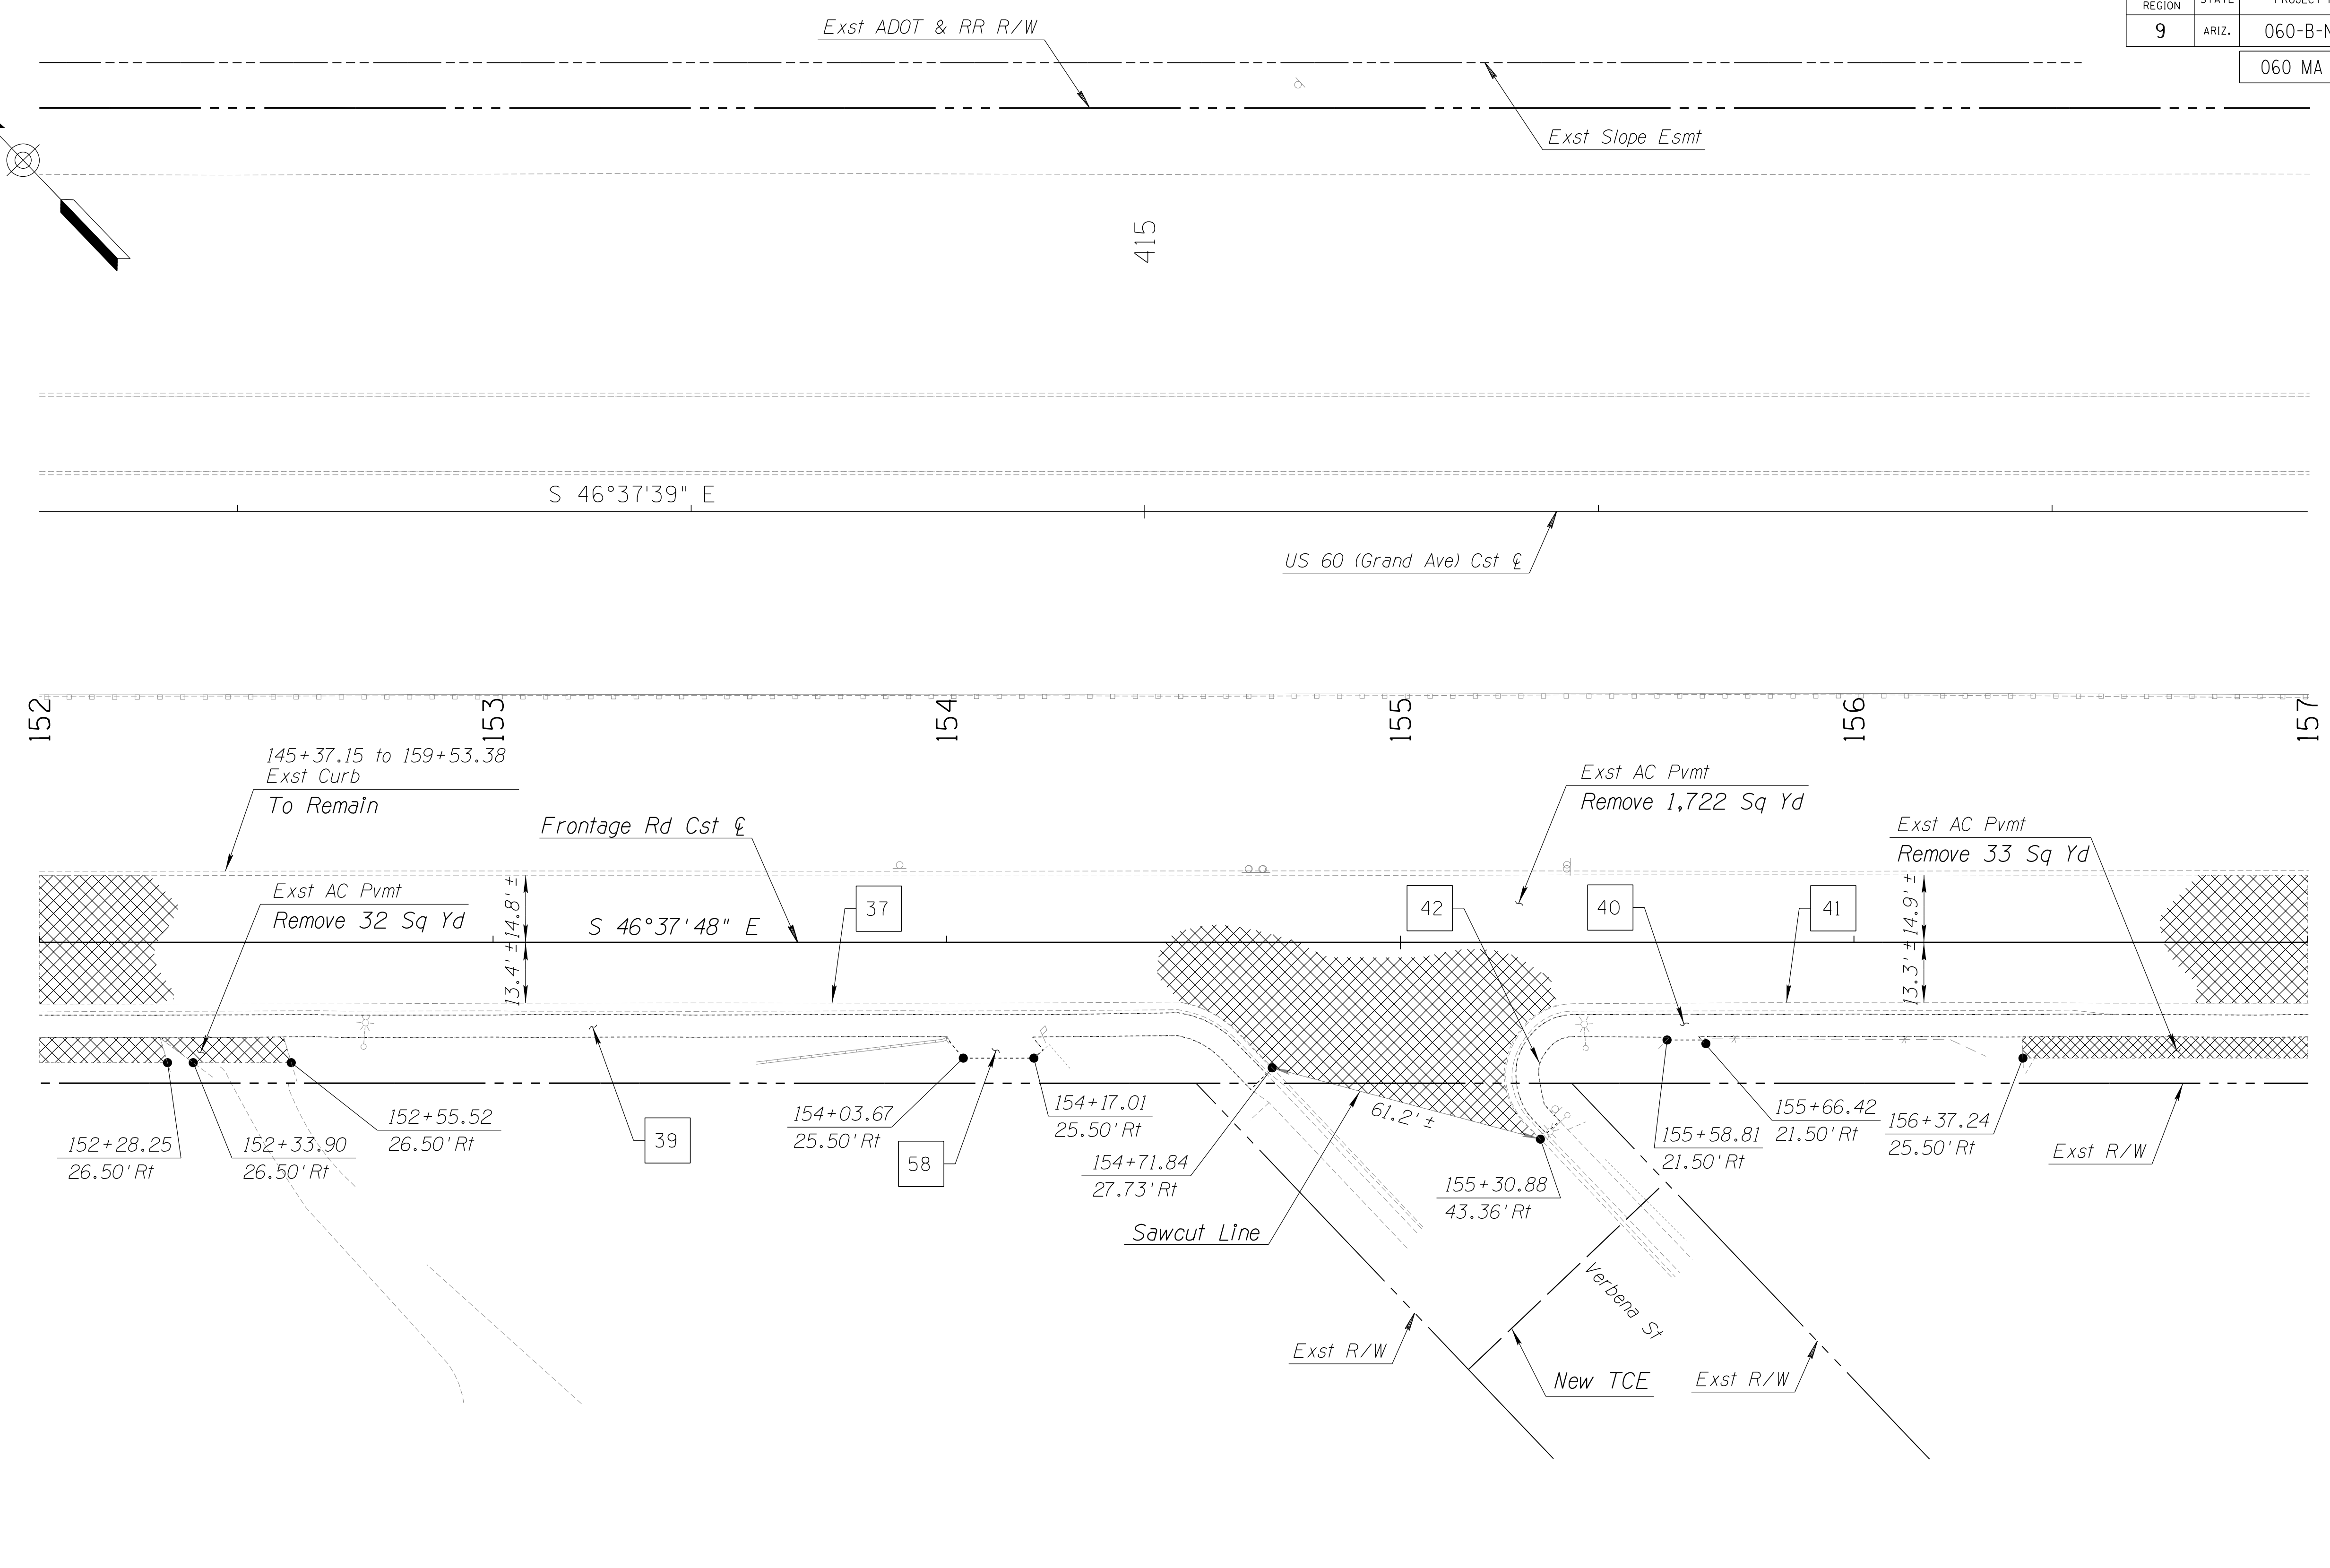 REGION
9
ARIZ.
060-B-N
060 MA
Exst ADOT & RR R/W
Exst Slope Esmt
415
S 46°37'39" E
US 60 (Grand Ave) Cst ℄
152
153
154
155
156
157
145+37.15 to 159+53.38
Exst Curb
To Remain
Exst AC Pvmt
Remove 1,722 Sq Yd
Frontage Rd Cst ℄
Exst AC Pvmt
Remove 33 Sq Yd
Exst AC Pvmt
Remove 32 Sq Yd
14.8'±
13.4'±
S 46°37'48" E
37
42
40
41
14.9'±
13.3'±
152+28.25
26.50'Rt
152+33.90
26.50'Rt
152+55.52
26.50'Rt
39
154+03.67
25.50'Rt
58
154+17.01
25.50'Rt
154+71.84
27.73'Rt
61.2'±
155+30.88
43.36'Rt
155+58.81
21.50'Rt
155+66.42
21.50'Rt
156+37.24
25.50'Rt
Exst R/W
Sawcut Line
Verbena St
Exst R/W
New TCE
Exst R/W